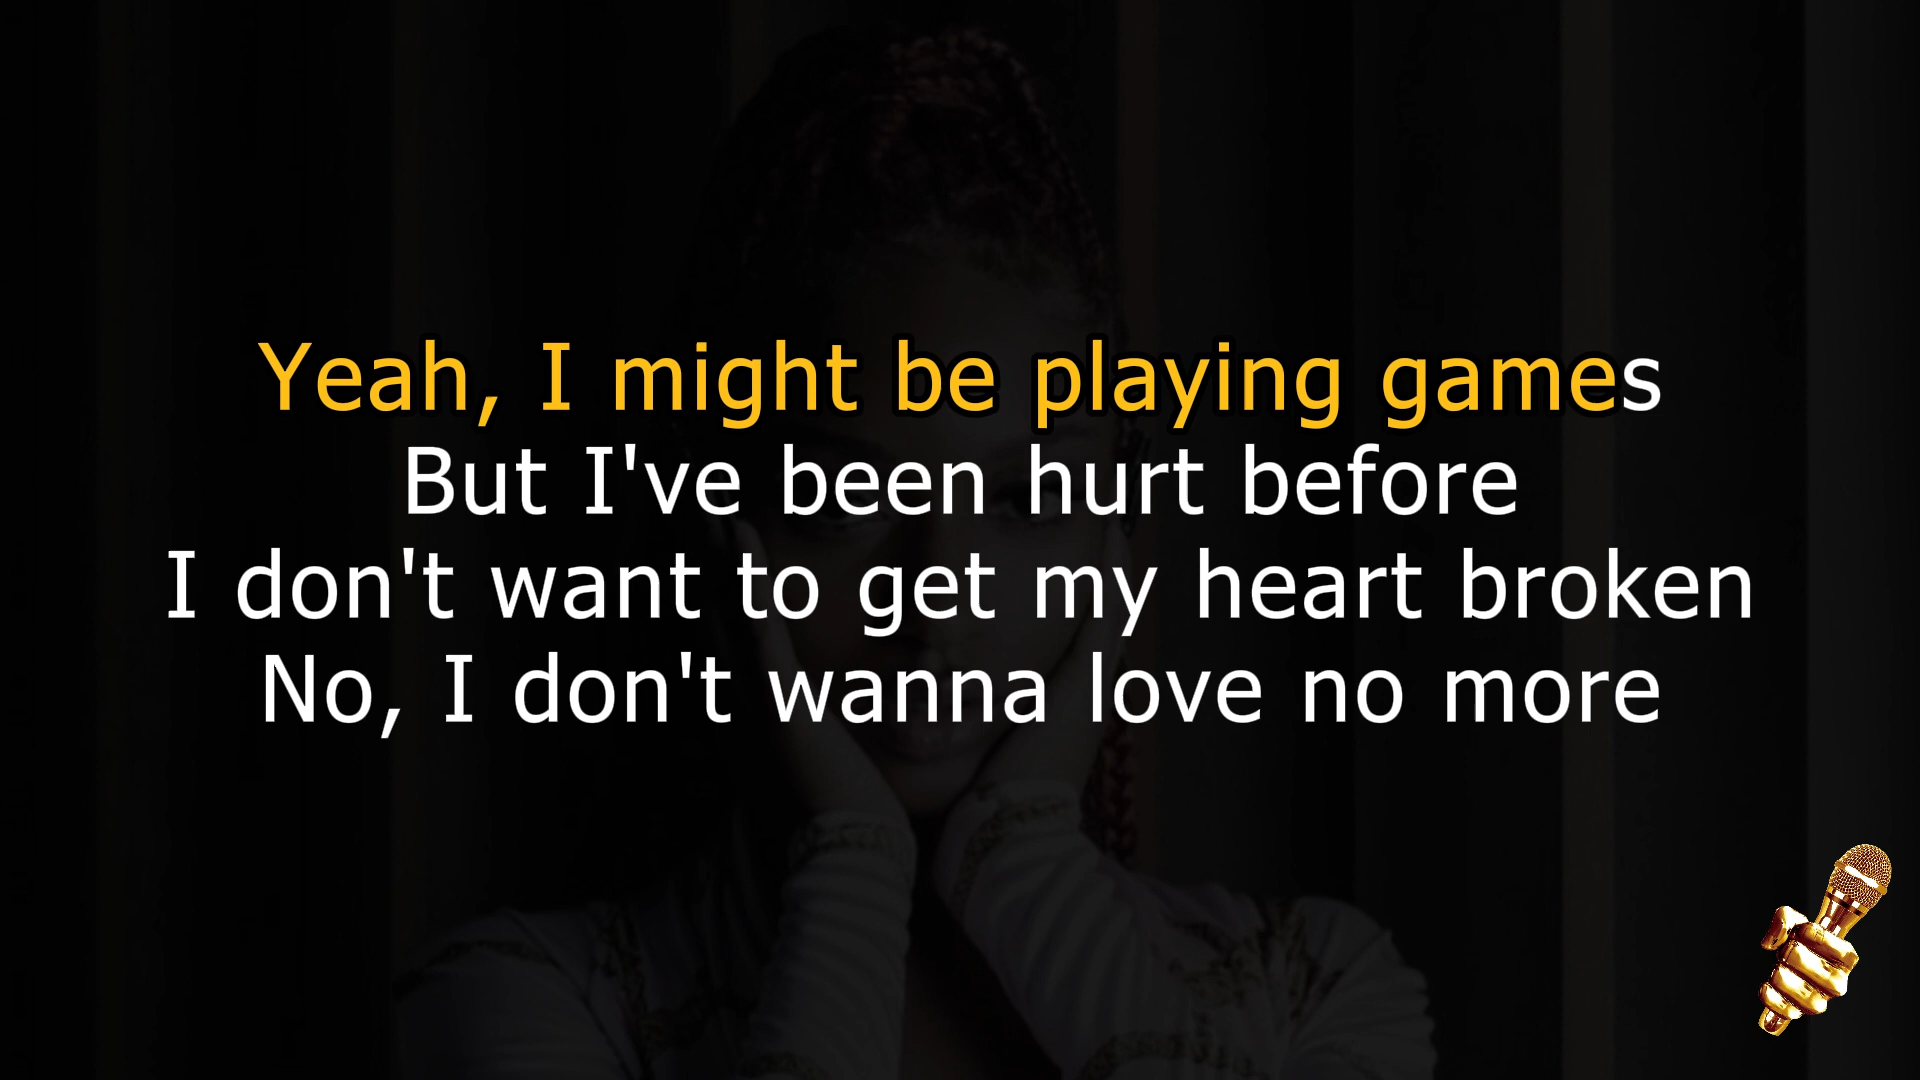 Yeah, I might be playing games
But I've been hurt before
I don't want to get my heart broken
No, I don't wanna love no more